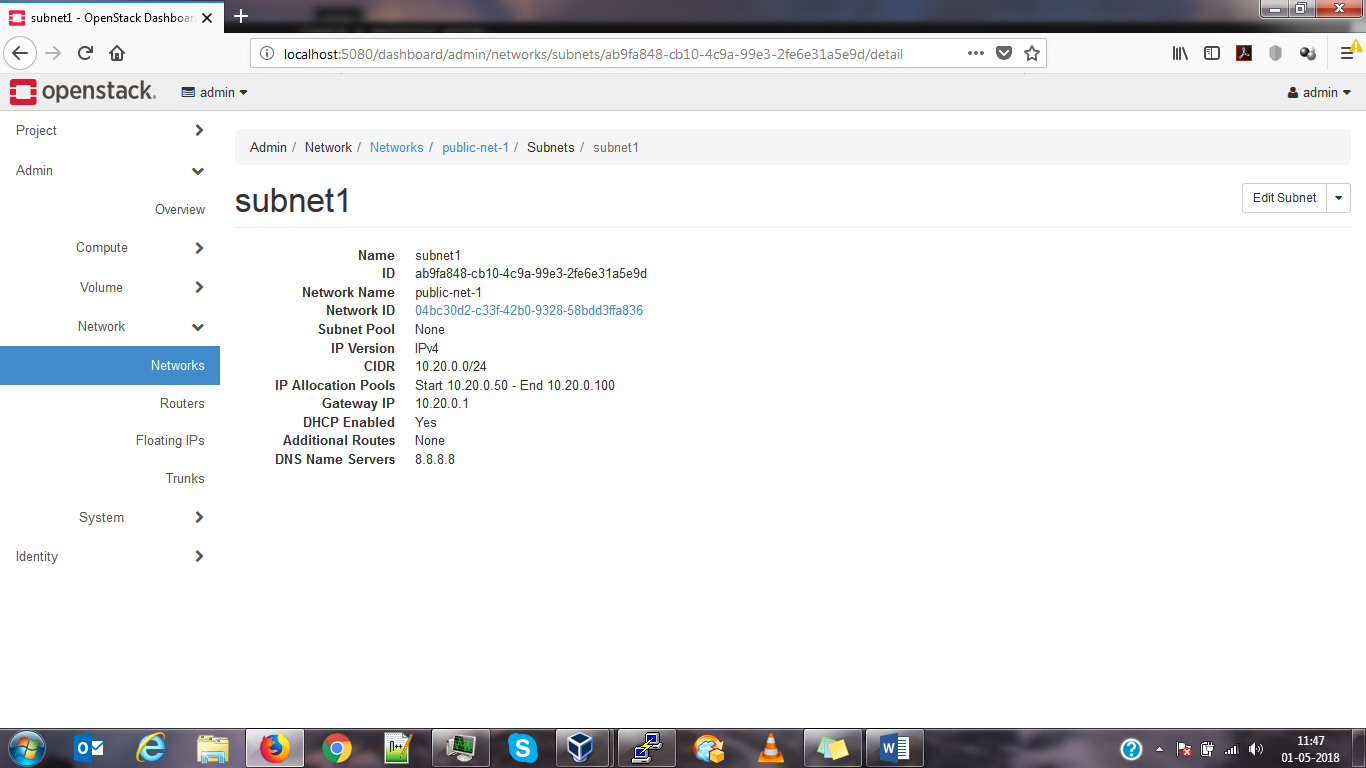 subnet1 - OpenStack Dashboar
localhost:5080/dashboard/admin/networks/subnets/ab9fa848-cb10-4c9a-99e3-2fe6e31a5e9d/detail
openstack. admin admin
Project
Admin / Network / Networks / public-net-1 / Subnets / subnet1
Admin
subnet1
Edit Subnet
Overview
Compute
Volume
Network
Networks
Routers
Floating IPs
Trunks
System
Identity
Name subnet1
ID ab9fa848-cb10-4c9a-99e3-2fe6e31a5e9d
Network Name public-net-1
Network ID 04bc30d2-c33f-42b0-9328-58bdd3ffa836
Subnet Pool None
IP Version IPv4
CIDR 10.20.0.0/24
IP Allocation Pools Start 10.20.0.50 - End 10.20.0.100
Gateway IP 10.20.0.1
DHCP Enabled Yes
Additional Routes None
DNS Name Servers 8.8.8.8
11:47
01-05-2018